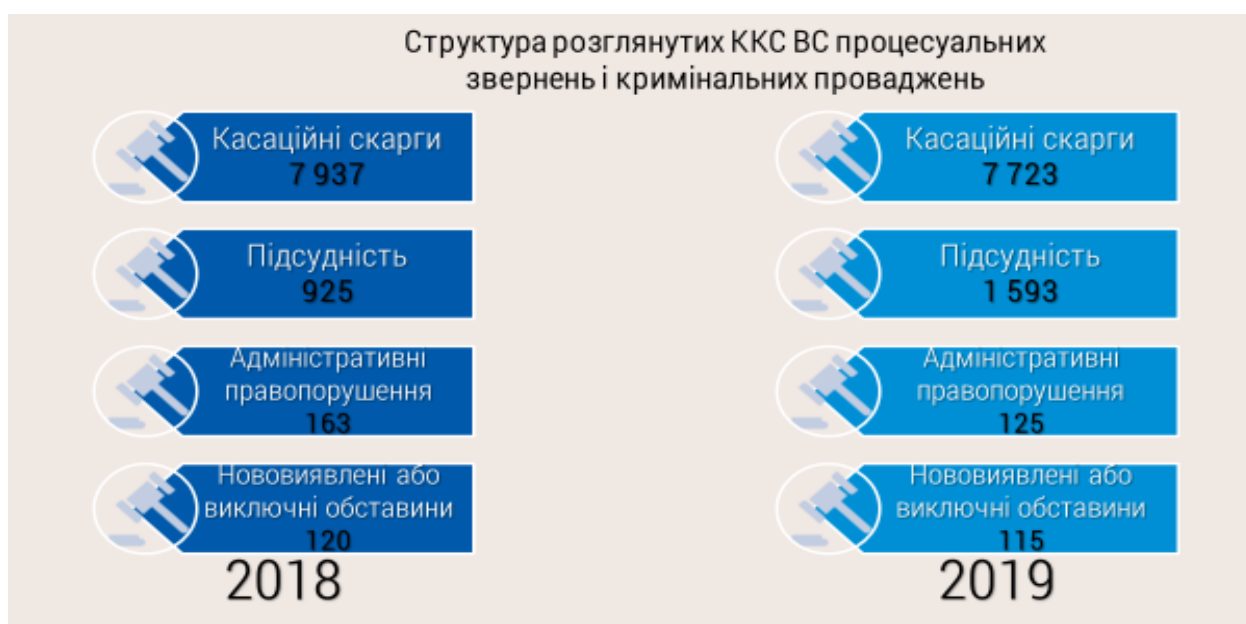 Структура розглянутих ККС ВС процесуальних
звернень і кримінальних проваджень
Касаційні скарги
7 937
Підсудність
925
Адміністративні
правопорушення
163
Нововиявлені або
виключні обставини
120
2018
Касаційні скарги
7 723
Підсудність
1 593
Адміністративні
правопорушення
125
Нововиявлені або
виключні обставини
115
2019